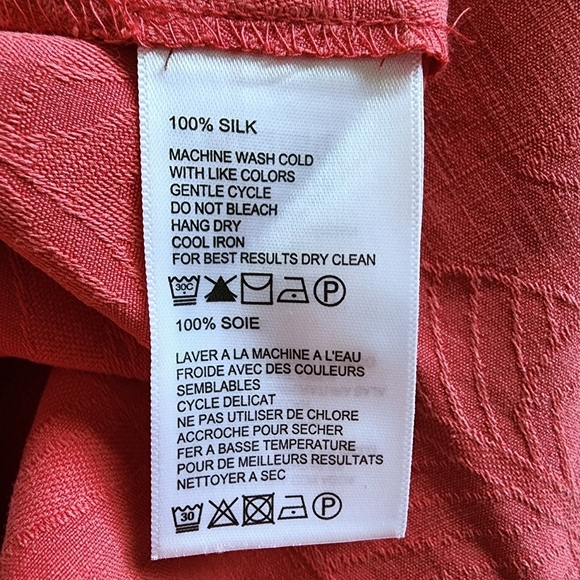 100% SILK
MACHINE WASH COLD
WITH LIKE COLORS
GENTLE CYCLE
DO NOT BLEACH
HANG DRY
COOL IRON
FOR BEST RESULTS DRY CLEAN
30C P
100% SOIE
LAVER A LA MACHINE A L'EAU
FROIDE AVEC DES COULEURS
SEMBLABLES
CYCLE DELICAT
NE PAS UTILISER DE CHLORE
ACCROCHE POUR SECHER
FER A BASSE TEMPERATURE
POUR DE MEILLEURS RESULTATS
NETTOYER A SEC
30 P